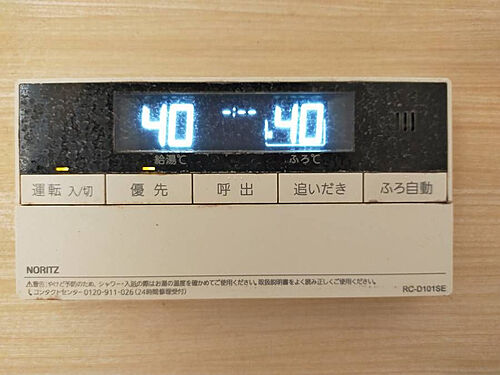 40 -:-- 40
給湯℃ ふろ℃
運転 入/切 優先 呼出 追いだき ふろ自動
NORITZ
⚠警告:やけど予防のため、シャワー・入浴の際はお湯の温度を確かめてご使用ください。取扱説明書をよく読み正しくご使用ください。
コンタクトセンター 0120-911-026 (24時間修理受付)
RC-D101SE